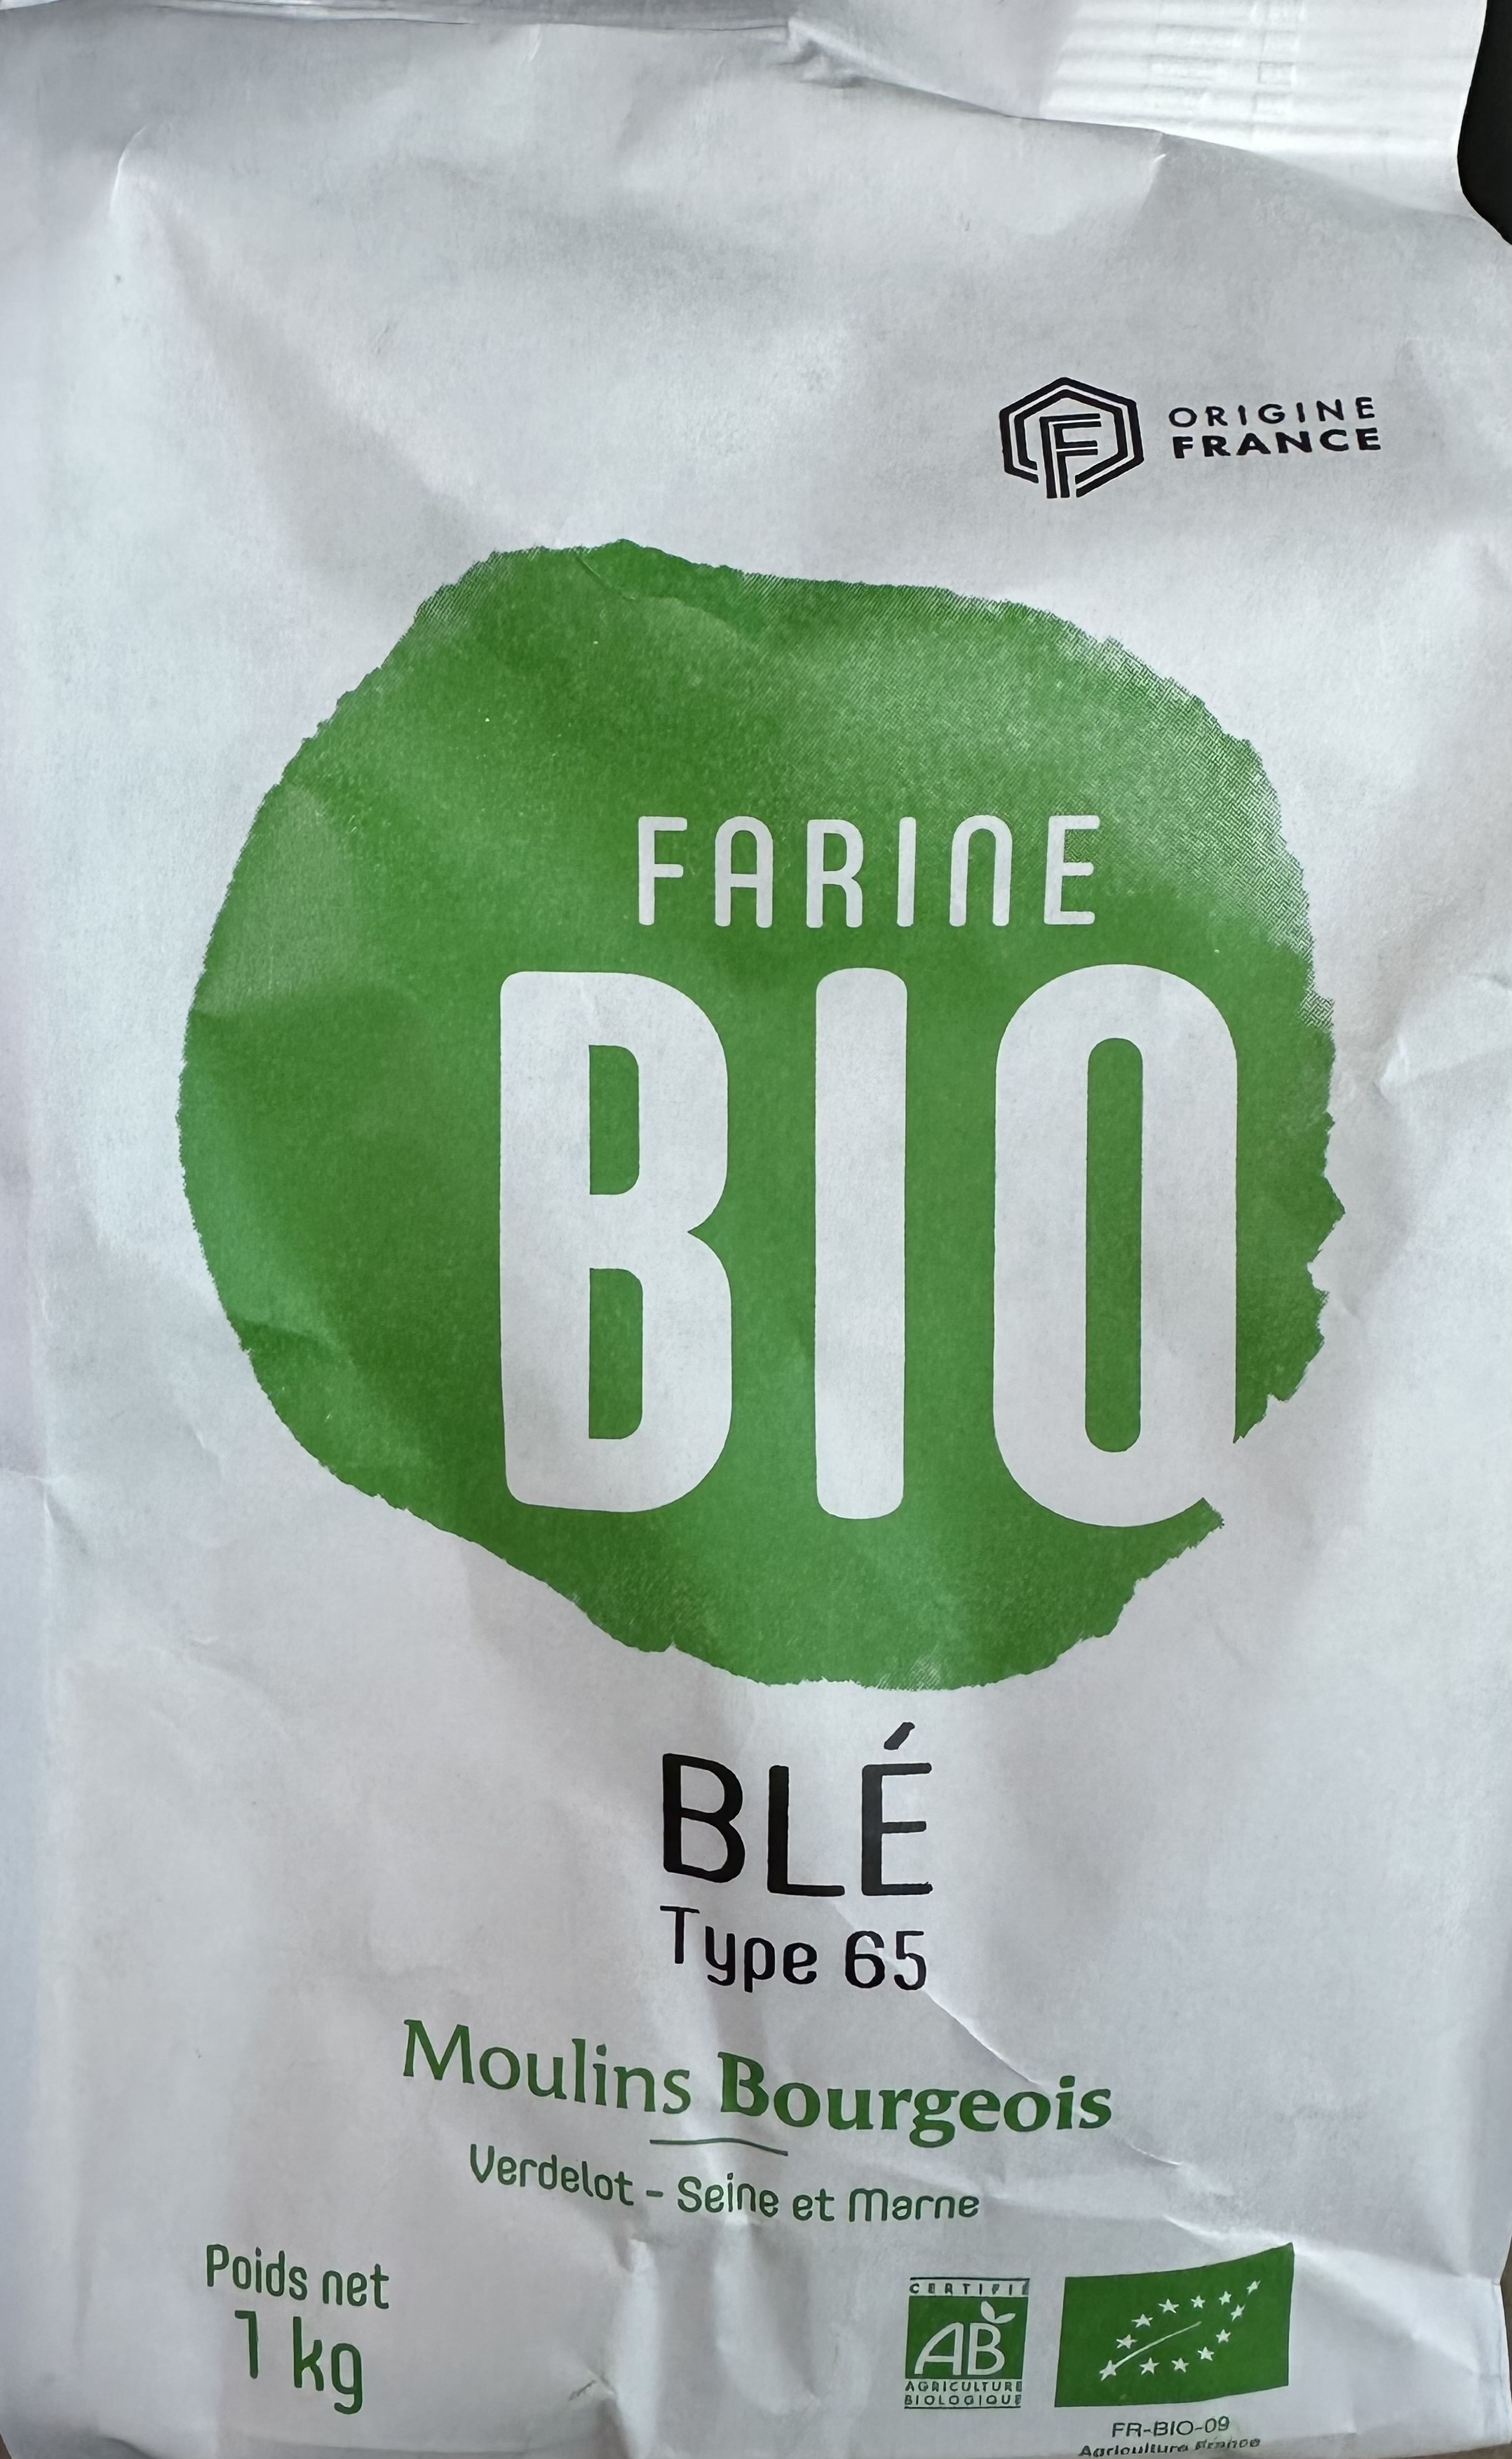 ORIGINE
FRANCE
FARINE
BIO
BLÉ
Type 65
Moulins Bourgeois
Verdelot - Seine et Marne
Poids net
1 kg
CERTIFIÉ
AB
AGRICULTURE
BIOLOGIQUE
FR-BIO-09
Agriculture France